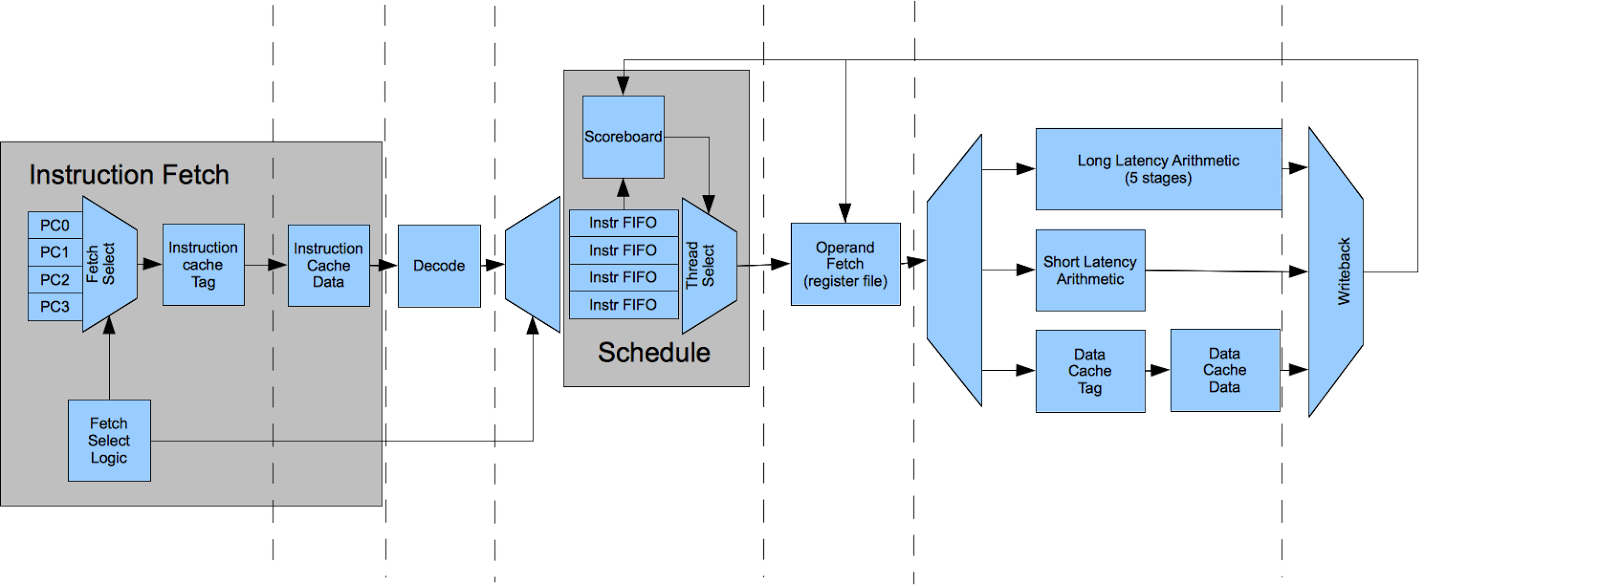 Instruction Fetch
PC0
PC1
PC2
PC3
Fetch
Select
Instruction
cache
Tag
Instruction
Cache
Data
Decode
Fetch
Select
Logic
Scoreboard
Instr FIFO
Instr FIFO
Instr FIFO
Instr FIFO
Thread
Select
Schedule
Operand
Fetch
(register file)
Long Latency Arithmetic
(5 stages)
Short Latency
Arithmetic
Data
Cache
Tag
Data
Cache
Data
Writeback